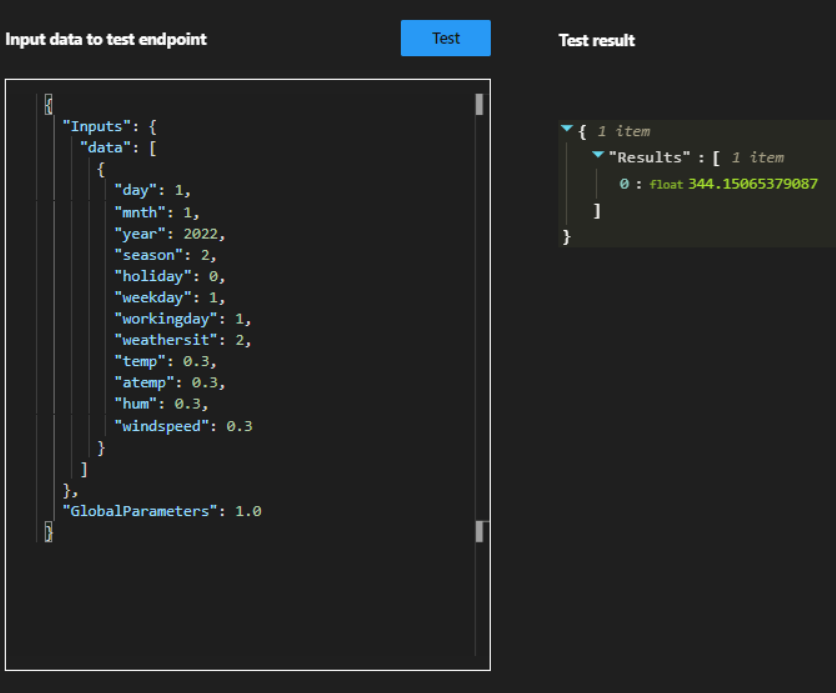 Input data to test endpoint
Test
Test result
{
"Inputs": {
"data": [
{
"day": 1,
"mnth": 1,
"year": 2022,
"season": 2,
"holiday": 0,
"weekday": 1,
"workingday": 1,
"weathersit": 2,
"temp": 0.3,
"atemp": 0.3,
"hum": 0.3,
"windspeed": 0.3
}
]
},
"GlobalParameters": 1.0
}
{ 1 item
"Results" : [ 1 item
0 : float 344.15065379087
]
}